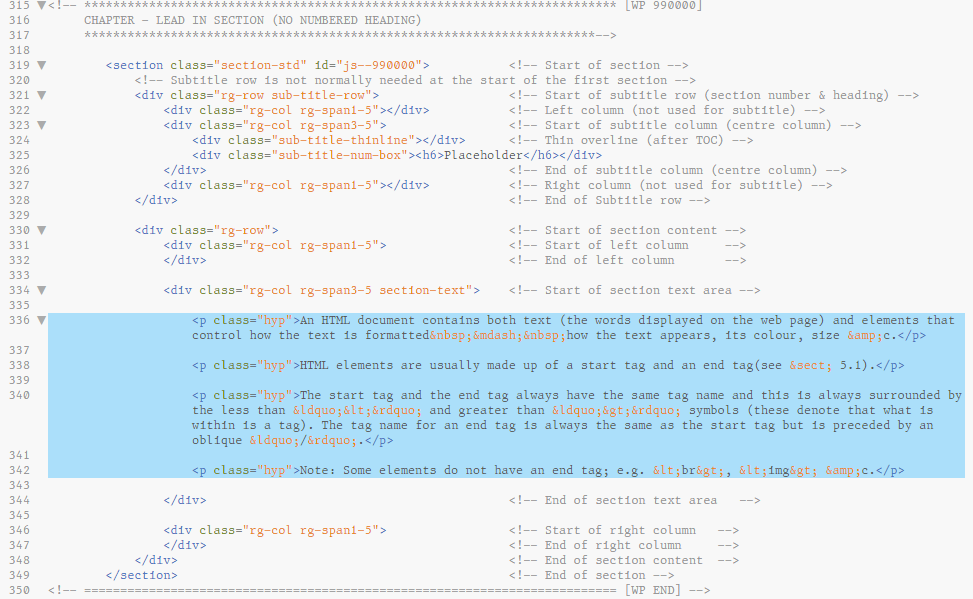 315 ▼<!-- ************************************************************************** [WP 990000]
316 CHAPTER – LEAD IN SECTION (NO NUMBERED HEADING)
317 ***********************************************************************-->
318
319 ▼ <section class="section-std" id="js--990000"> <!-- Start of section -->
320 <!-- Subtitle row is not normally needed at the start of the first section -->
321 ▼ <div class="rg-row sub-title-row"> <!-- Start of subtitle row (section number & heading) -->
322 <div class="rg-col rg-span1-5"></div> <!-- Left column (not used for subtitle) -->
323 ▼ <div class="rg-col rg-span3-5"> <!-- Start of subtitle column (centre column) -->
324 <div class="sub-title-thinline"></div> <!-- Thin overline (after TOC) -->
325 <div class="sub-title-num-box"><h6>Placeholder</h6></div>
326 </div> <!-- End of subtitle column (centre column) -->
327 <div class="rg-col rg-span1-5"></div> <!-- Right column (not used for subtitle) -->
328 </div> <!-- End of Subtitle row -->
329
330 ▼ <div class="rg-row"> <!-- Start of section content -->
331 <div class="rg-col rg-span1-5"> <!-- Start of left column -->
332 </div> <!-- End of left column -->
333
334 ▼ <div class="rg-col rg-span3-5 section-text"> <!-- Start of section text area -->
335
336 ▼ <p class="hyp">An HTML document contains both text (the words displayed on the web page) and elements that
control how the text is formatted&nbsp;&mdash;&nbsp;how the text appears, its colour, size &amp;c.</p>
337
338 <p class="hyp">HTML elements are usually made up of a start tag and an end tag(see &sect; 5.1).</p>
339
340 <p class="hyp">The start tag and the end tag always have the same tag name and this is always surrounded by
the less than &ldquo;&lt;&rdquo; and greater than &ldquo;&gt;&rdquo; symbols (these denote that what is
within is a tag). The tag name for an end tag is always the same as the start tag but is preceded by an
oblique &ldquo;/&rdquo;.</p>
341
342 <p class="hyp">Note: Some elements do not have an end tag; e.g. &lt;br&gt;, &lt;img&gt; &amp;c.</p>
343
344 </div> <!-- End of section text area -->
345
346 <div class="rg-col rg-span1-5"> <!-- Start of right column -->
347 </div> <!-- End of right column -->
348 </div> <!-- End of section content -->
349 </section> <!-- End of section -->
350 <!-- ========================================================================== [WP END] -->